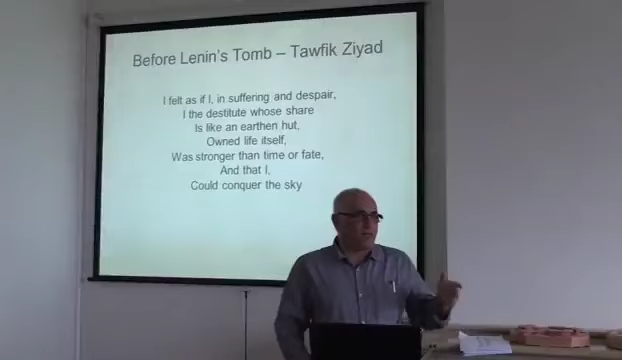 Before Lenin's Tomb – Tawfik Ziyad
I felt as if I, in suffering and despair,
I the destitute whose share
Is like an earthen hut,
Owned life itself,
Was stronger than time or fate,
And that I,
Could conquer the sky